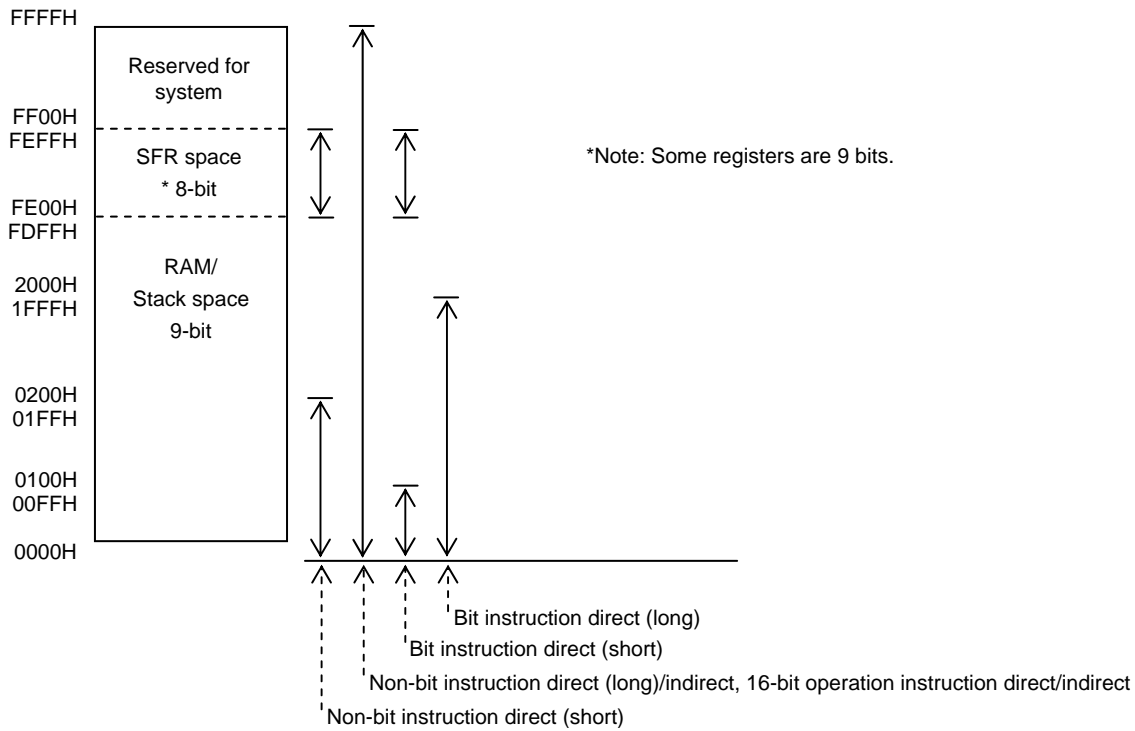 FFFFH
Reserved for
system
FF00H
FEFFH
SFR space
* 8-bit
*Note: Some registers are 9 bits.
FE00H
FDFFH
RAM/
Stack space
9-bit
2000H
1FFFH
0200H
01FFH
0100H
00FFH
0000H
Bit instruction direct (long)
Bit instruction direct (short)
Non-bit instruction direct (long)/indirect, 16-bit operation instruction direct/indirect
Non-bit instruction direct (short)